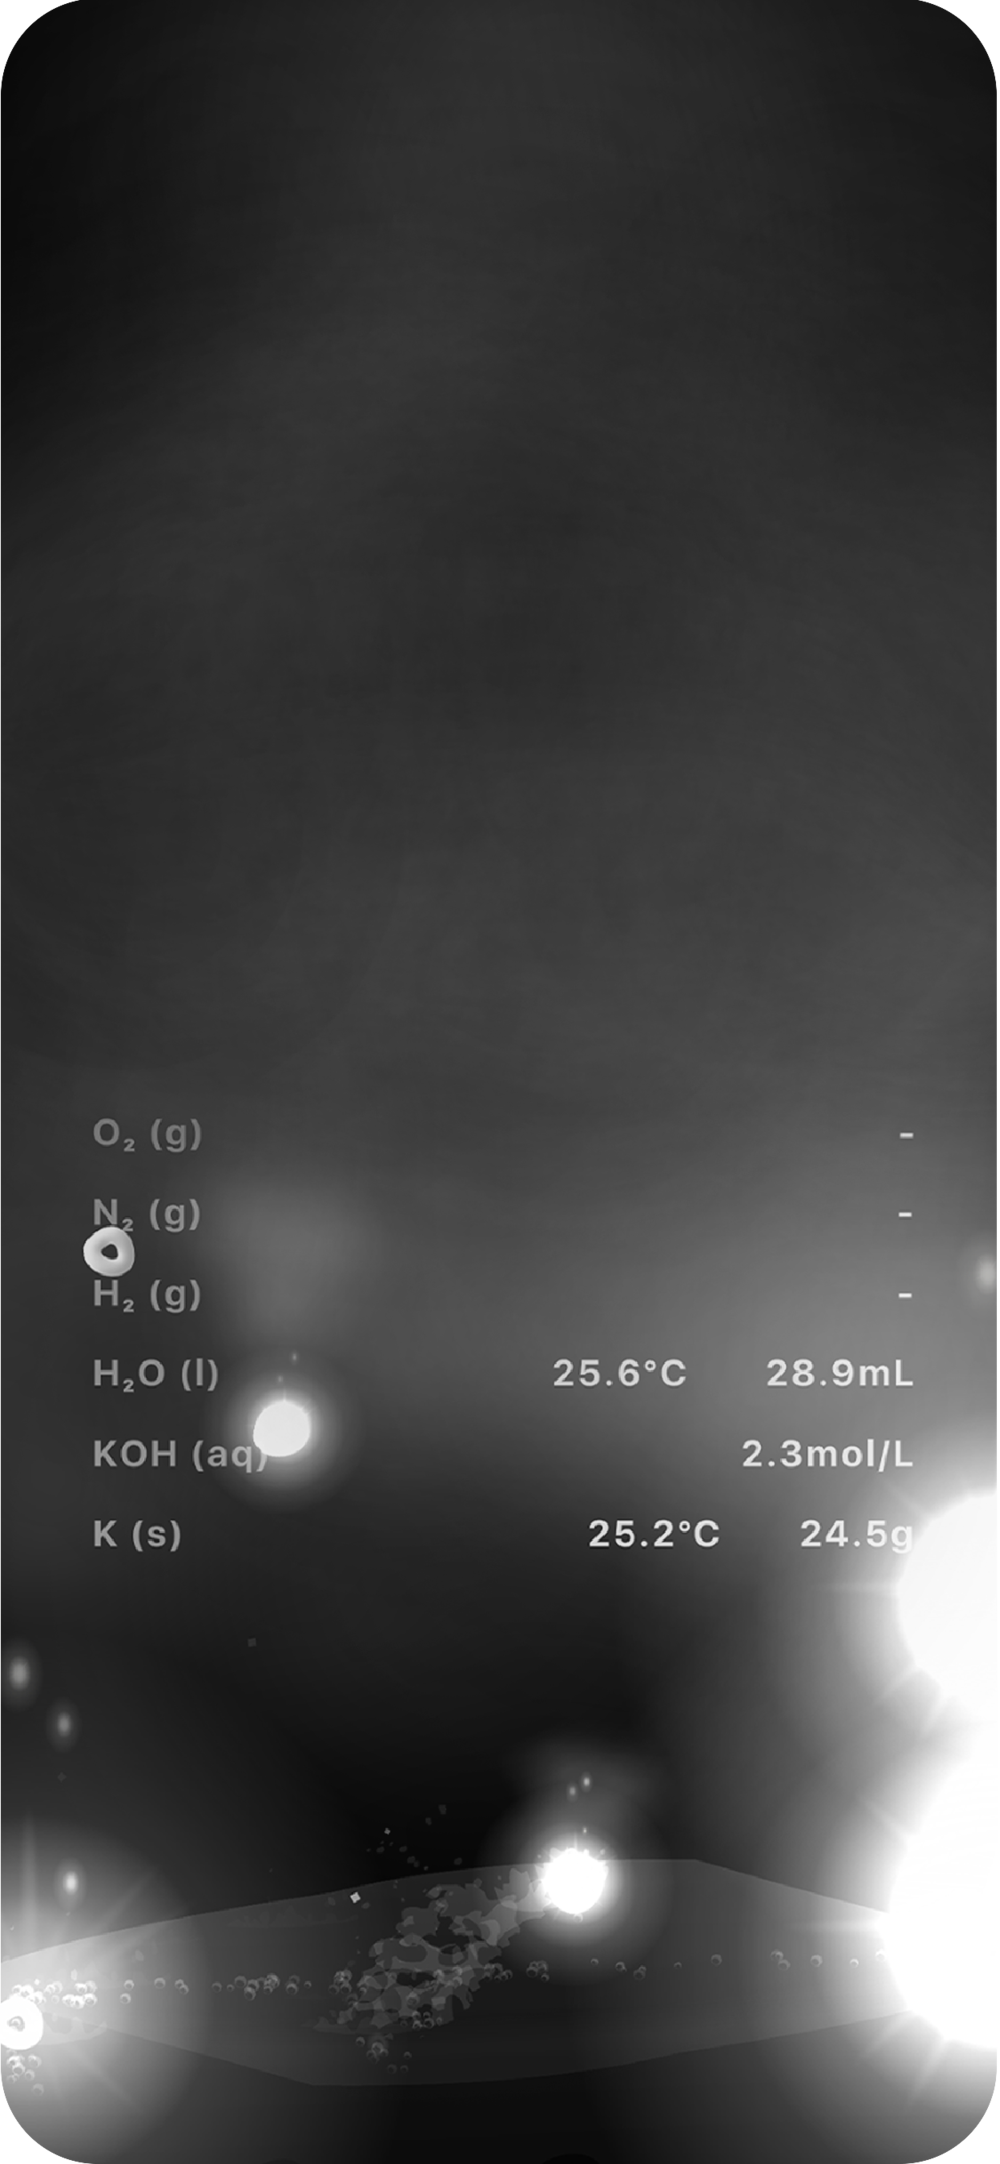 O₂ (g) -
N₂ (g) -
H₂ (g) -
H₂O (l) 25.6°C 28.9mL
KOH (aq) 2.3mol/L
K (s) 25.2°C 24.5g